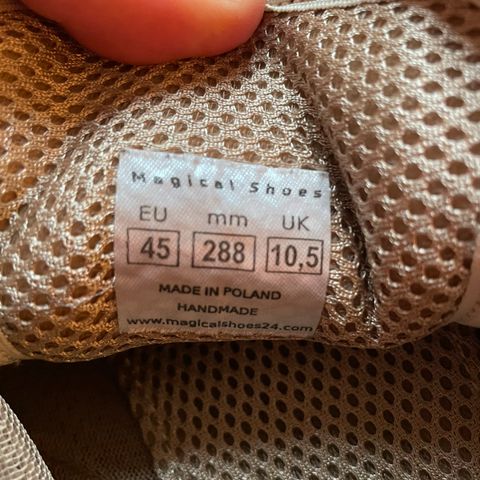 Magical Shoes
EU mm UK
45 288 10,5
MADE IN POLAND
HANDMADE
www.magicalshoes24.com